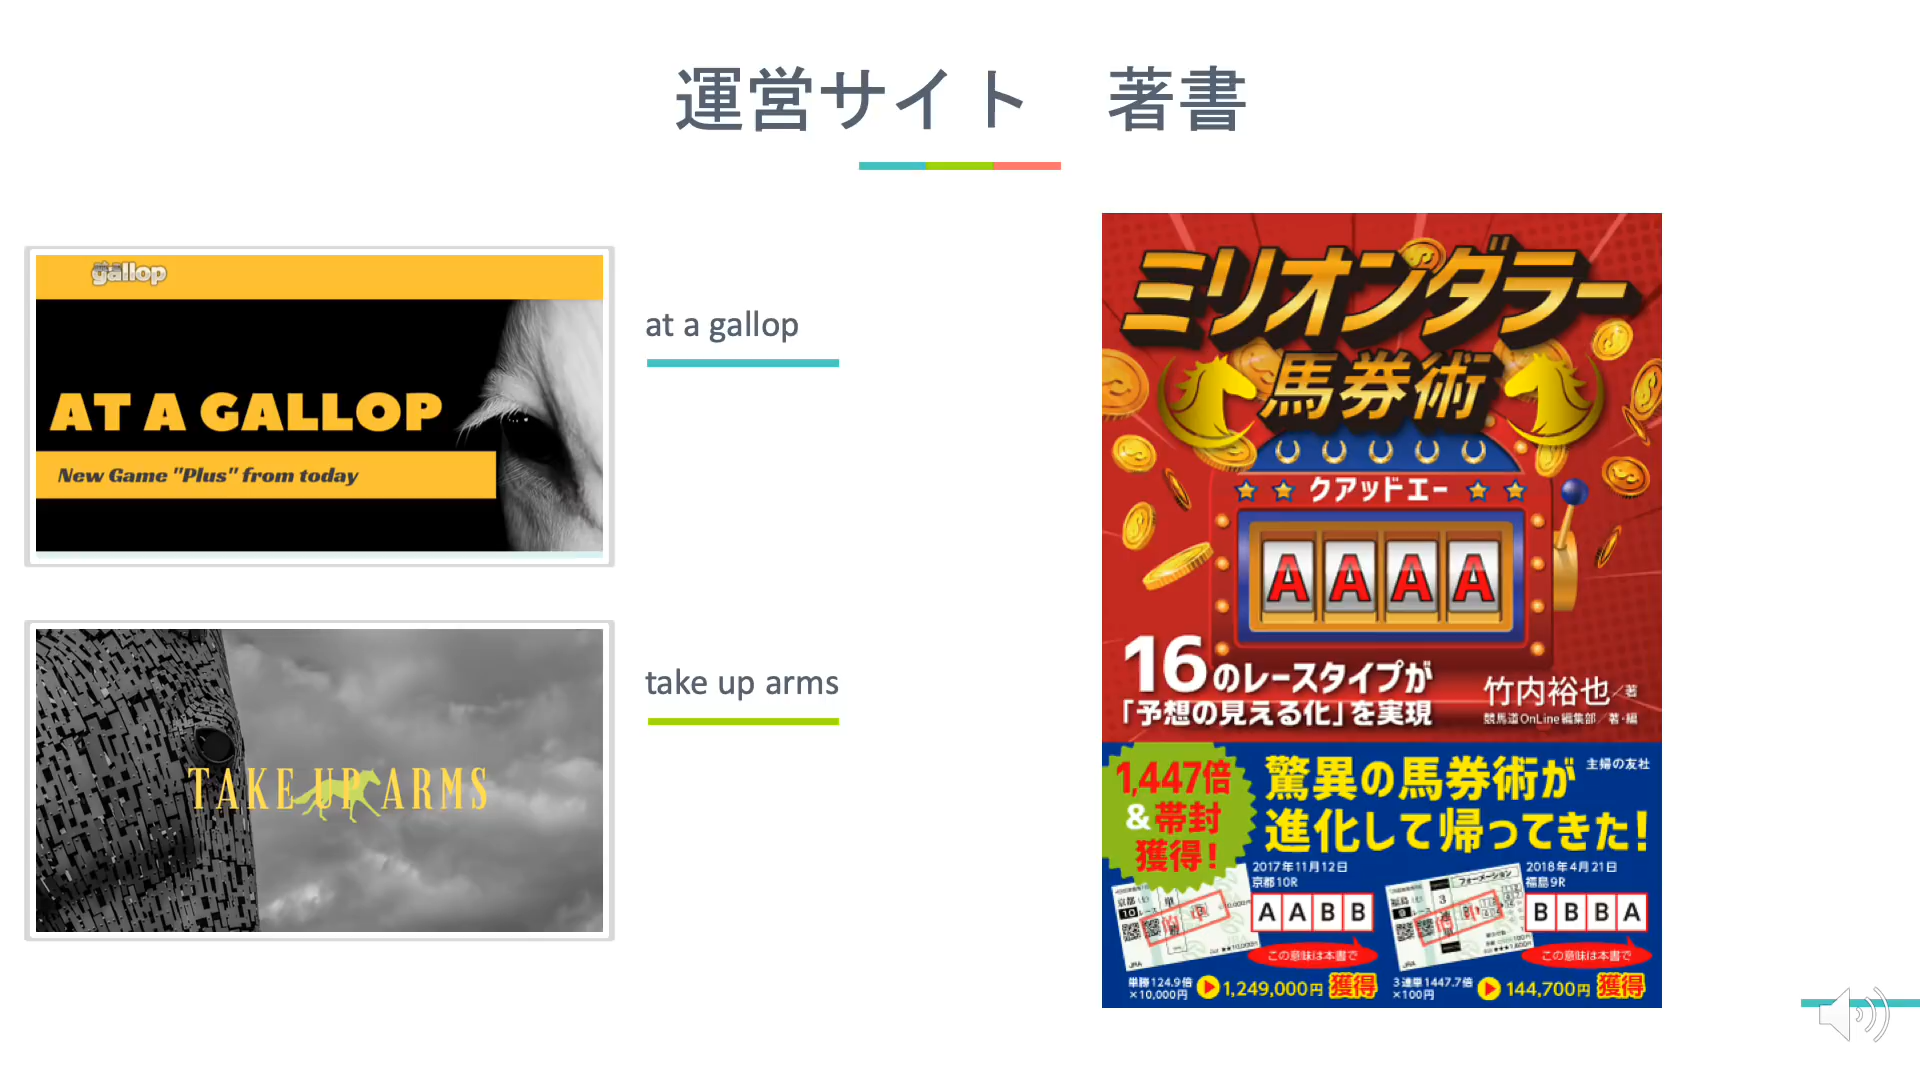 運営サイト　著書
gallop
AT A GALLOP
New Game "Plus" from today
at a gallop
TAKE UP ARMS
take up arms
ミリオンダラー
馬券術
クアッドエー
A A A A
16のレースタイプが
「予想の見える化」を実現
竹内裕也／著
競馬道OnLine編集部／著・編
1,447倍
&帯封
獲得!
驚異の馬券術が
進化して帰ってきた!
主婦の友社
2017年11月12日
京都10R
A A B B
この意味は本書で
単勝124.9倍
×10,000円
1,249,000円 獲得
2018年4月21日
福島9R
B B B A
この意味は本書で
3連単1447.7倍
×100円
144,700円 獲得
フォーメーション
JRA
JRA